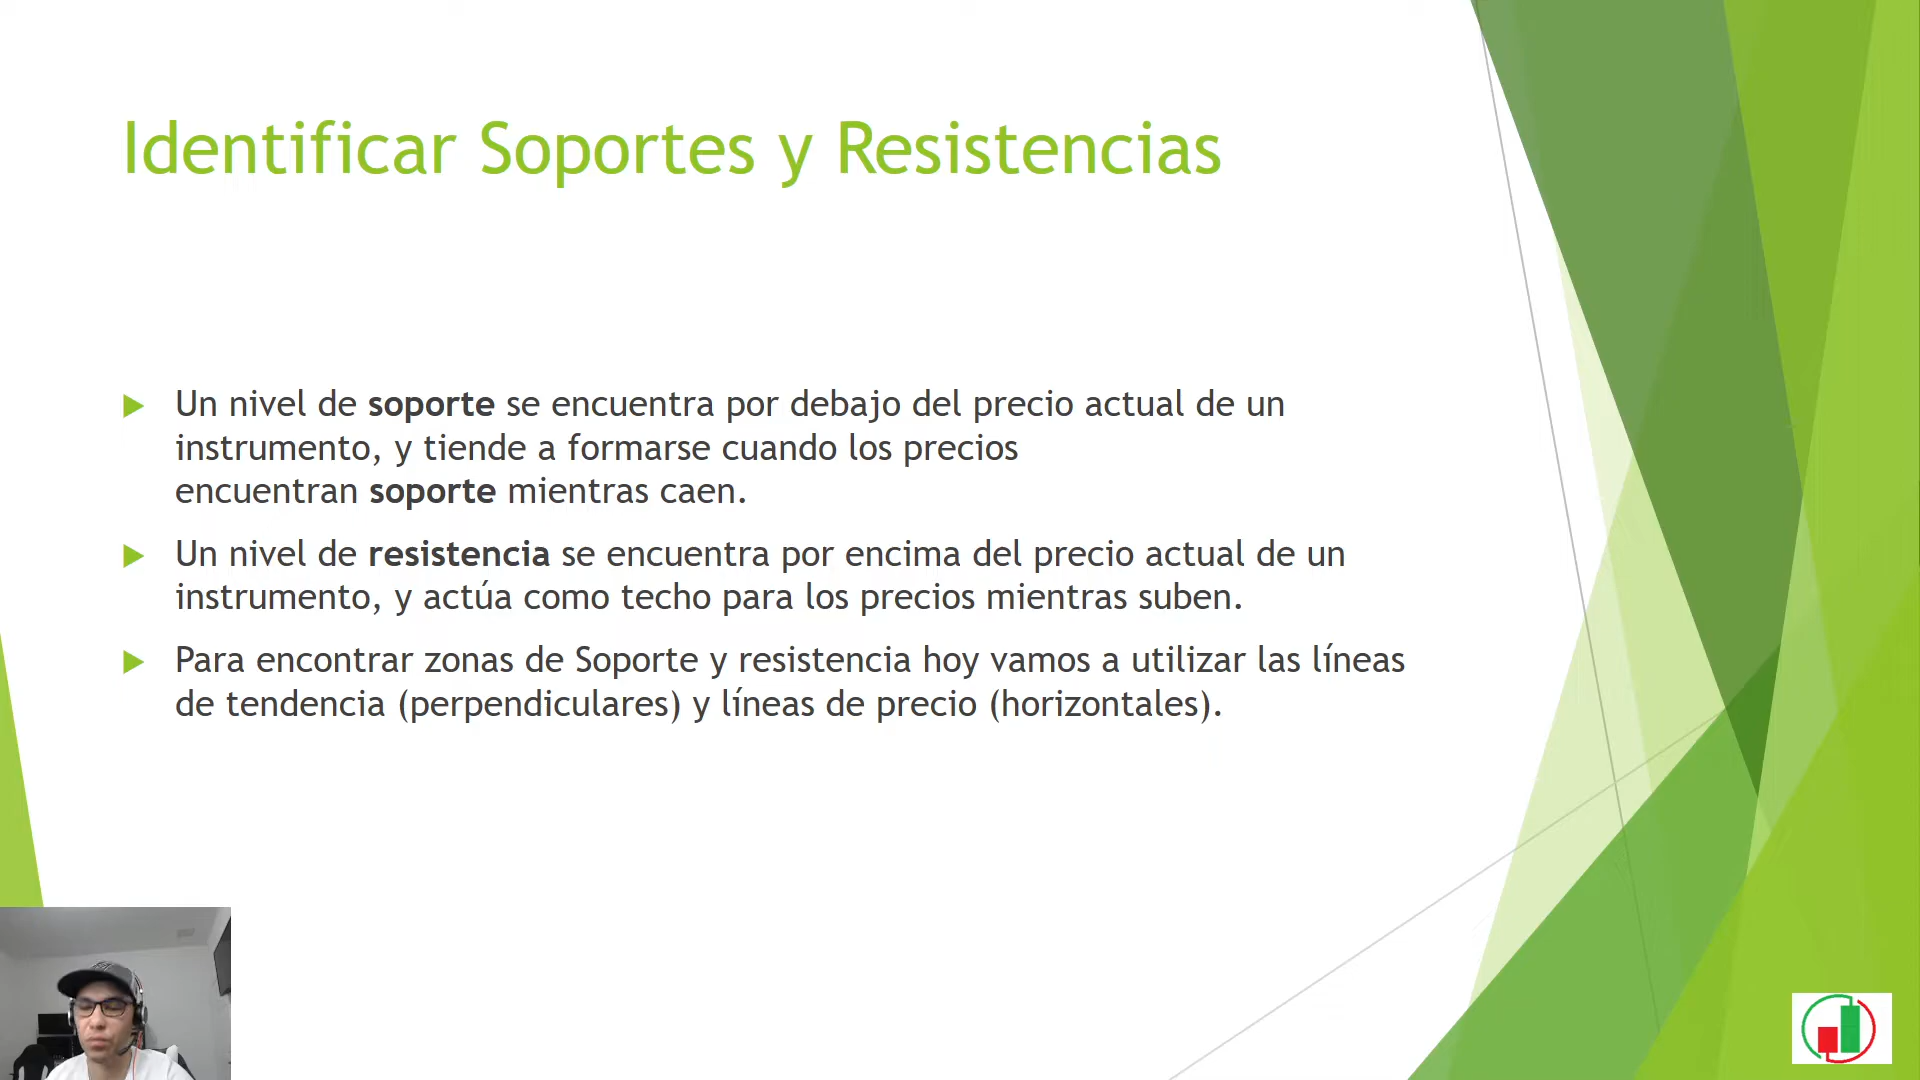 Identificar Soportes y Resistencias
Un nivel de soporte se encuentra por debajo del precio actual de un
instrumento, y tiende a formarse cuando los precios
encuentran soporte mientras caen.
Un nivel de resistencia se encuentra por encima del precio actual de un
instrumento, y actúa como techo para los precios mientras suben.
Para encontrar zonas de Soporte y resistencia hoy vamos a utilizar las líneas
de tendencia (perpendiculares) y líneas de precio (horizontales).